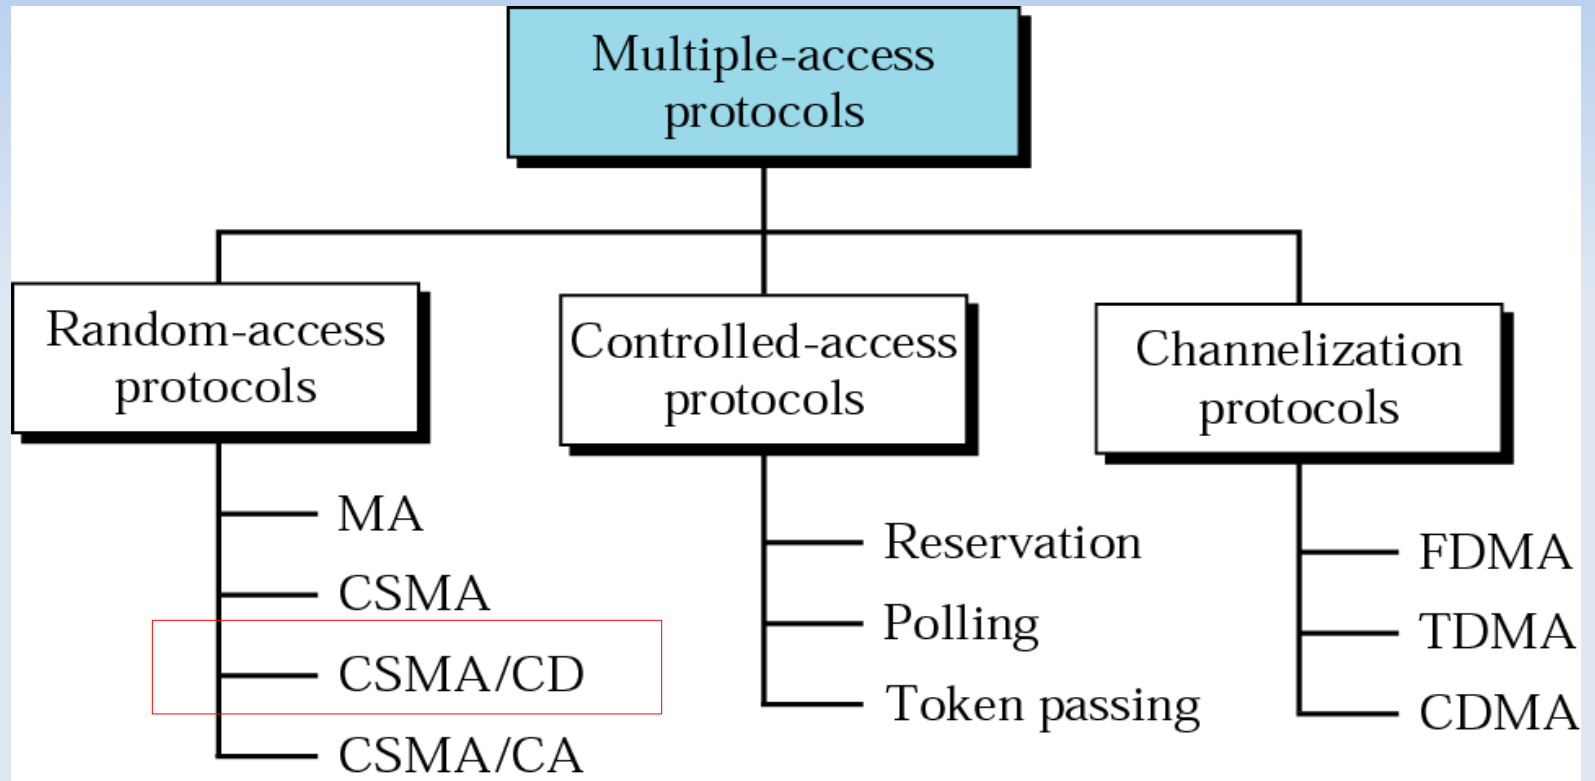 Multiple-access
protocols
Random-access
protocols
Controlled-access
protocols
Channelization
protocols
MA
CSMA
CSMA/CD
CSMA/CA
Reservation
Polling
Token passing
FDMA
TDMA
CDMA